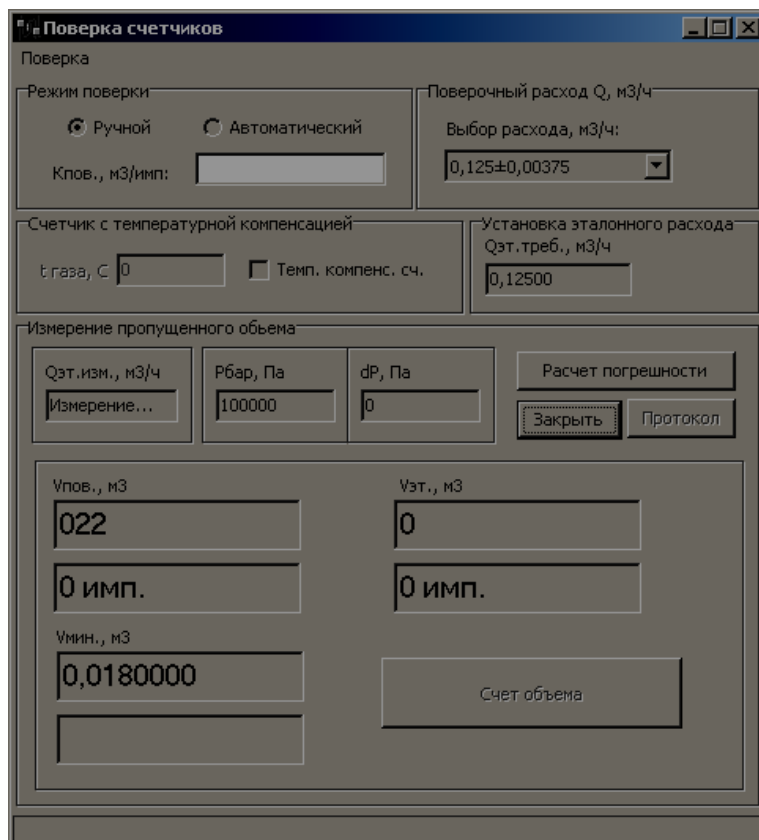 Поверка счетчиков
Поверка
Режим поверки
Ручной
Автоматический
Кпов., м3/имп:
Поверочный расход Q, м3/ч
Выбор расхода, м3/ч:
0,125±0,00375
Счетчик с температурной компенсацией
t газа, С
0
Темп. компенс. сч.
Установка эталонного расхода
Qэт.треб., м3/ч
0,12500
Измерение пропущенного обьема
Qэт.изм., м3/ч
Измерение...
Рбар, Па
100000
dP, Па
0
Расчет погрешности
Закрыть
Протокол
Vпов., м3
022
0 имп.
Vэт., м3
0
0 имп.
Vмин., м3
0,0180000
Счет объема